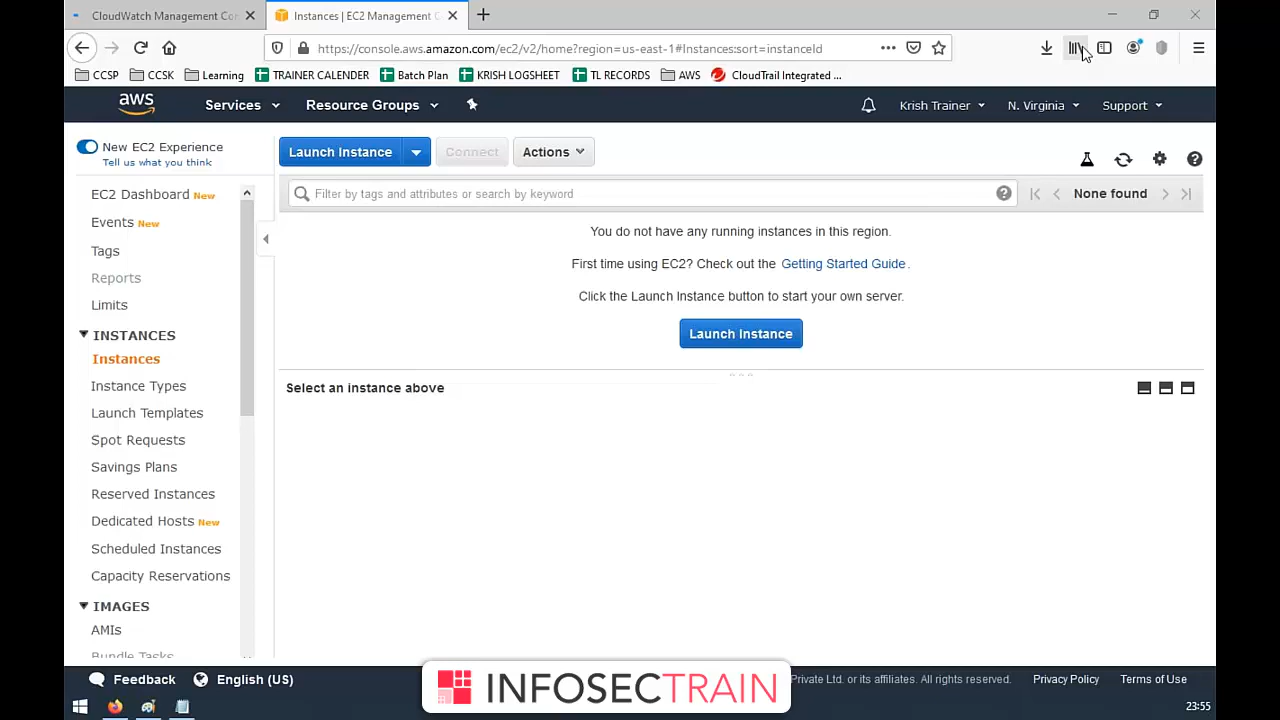 CloudWatch Management Con
Instances | EC2 Management C
https://console.aws.amazon.com/ec2/v2/home?region=us-east-1#Instances:sort=instanceId
CCSP
CCSK
Learning
TRAINER CALENDER
Batch Plan
KRISH LOGSHEET
TL RECORDS
AWS
CloudTrail Integrated ...
aws
Services
Resource Groups
Krish Trainer
N. Virginia
Support
New EC2 Experience
Tell us what you think
EC2 Dashboard New
Events New
Tags
Reports
Limits
INSTANCES
Instances
Instance Types
Launch Templates
Spot Requests
Savings Plans
Reserved Instances
Dedicated Hosts New
Scheduled Instances
Capacity Reservations
IMAGES
AMIs
Bundle Tasks
Launch Instance
Connect
Actions
Filter by tags and attributes or search by keyword
None found
You do not have any running instances in this region.
First time using EC2? Check out the Getting Started Guide.
Click the Launch Instance button to start your own server.
Launch Instance
Select an instance above
Feedback
English (US)
INFOSECTRAIN
Private Ltd. or its affiliates. All rights reserved.
Privacy Policy
Terms of Use
23:55